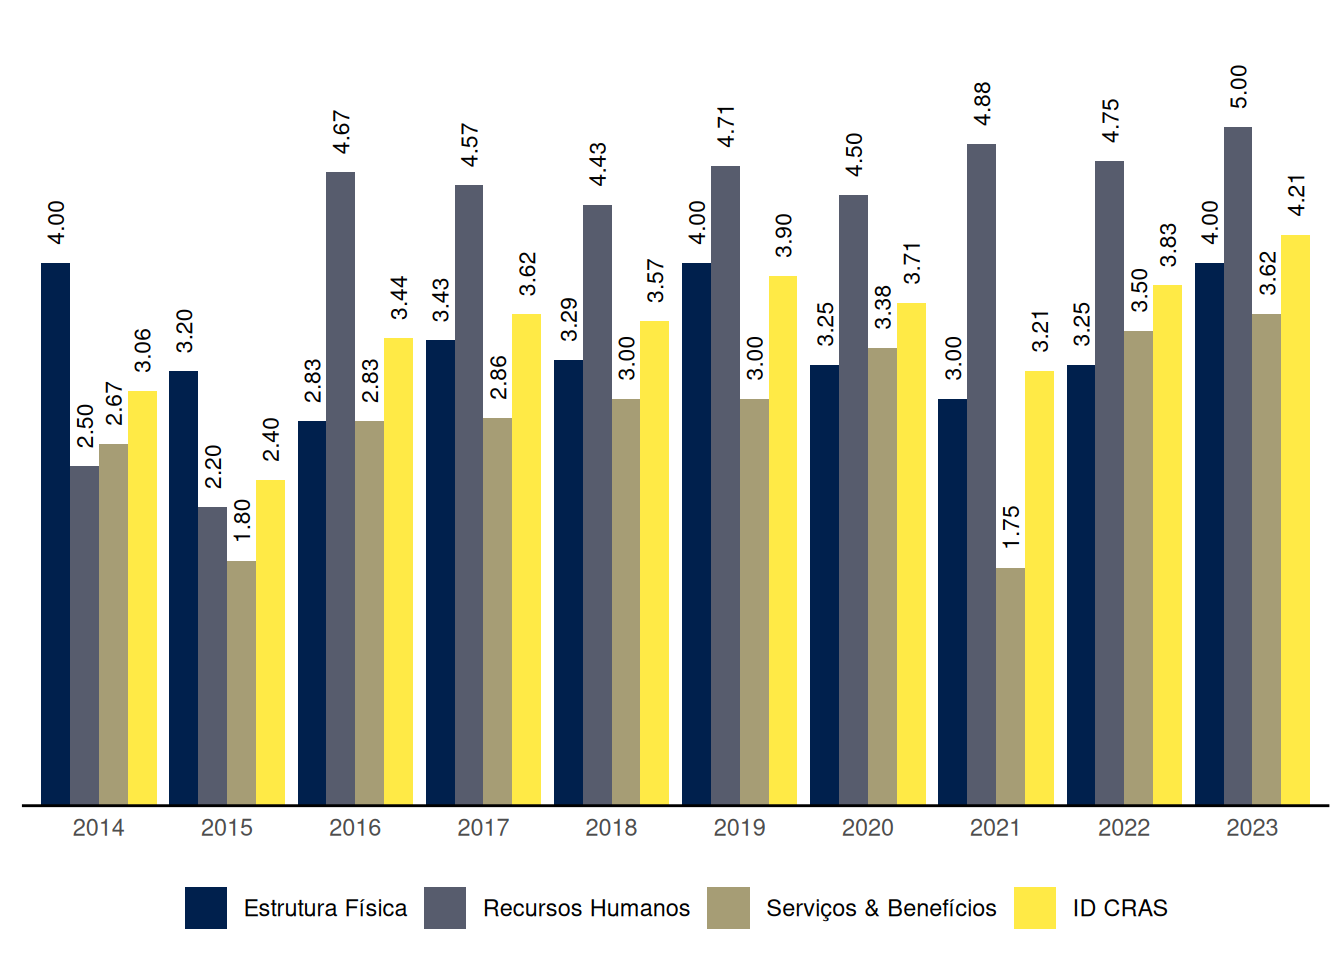 4.00 2.50 2.67 3.06
3.20 2.20 1.80 2.40
2.83 4.67 2.83 3.44
3.43 4.57 2.86 3.62
3.29 4.43 3.00 3.57
4.00 4.71 3.00 3.90
3.25 4.50 3.38 3.71
3.00 4.88 1.75 3.21
3.25 4.75 3.50 3.83
4.00 5.00 3.62 4.21
2014 2015 2016 2017 2018 2019 2020 2021 2022 2023
Estrutura Física Recursos Humanos Serviços & Benefícios ID CRAS